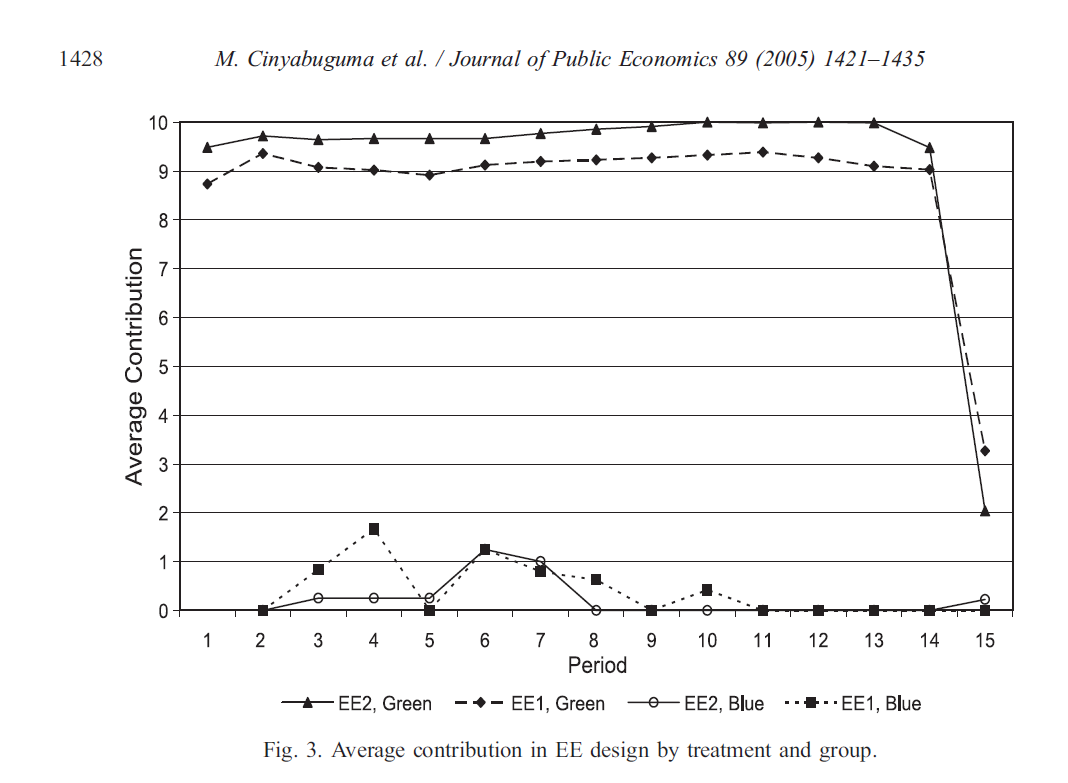 1428 M. Cinyabuguma et al. / Journal of Public Economics 89 (2005) 1421–1435
10
9
8
7
6
5
4
3
2
1
0
Average Contribution
1 2 3 4 5 6 7 8 9 10 11 12 13 14 15
Period
EE2, Green EE1, Green EE2, Blue EE1, Blue
Fig. 3. Average contribution in EE design by treatment and group.